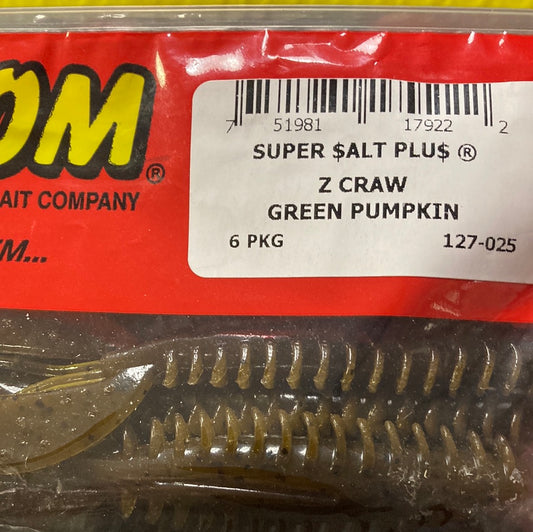 OM®
AIT COMPANY
M...
7 51981 17922 2
SUPER $ALT PLU$ ®
Z CRAW
GREEN PUMPKIN
6 PKG 127-025